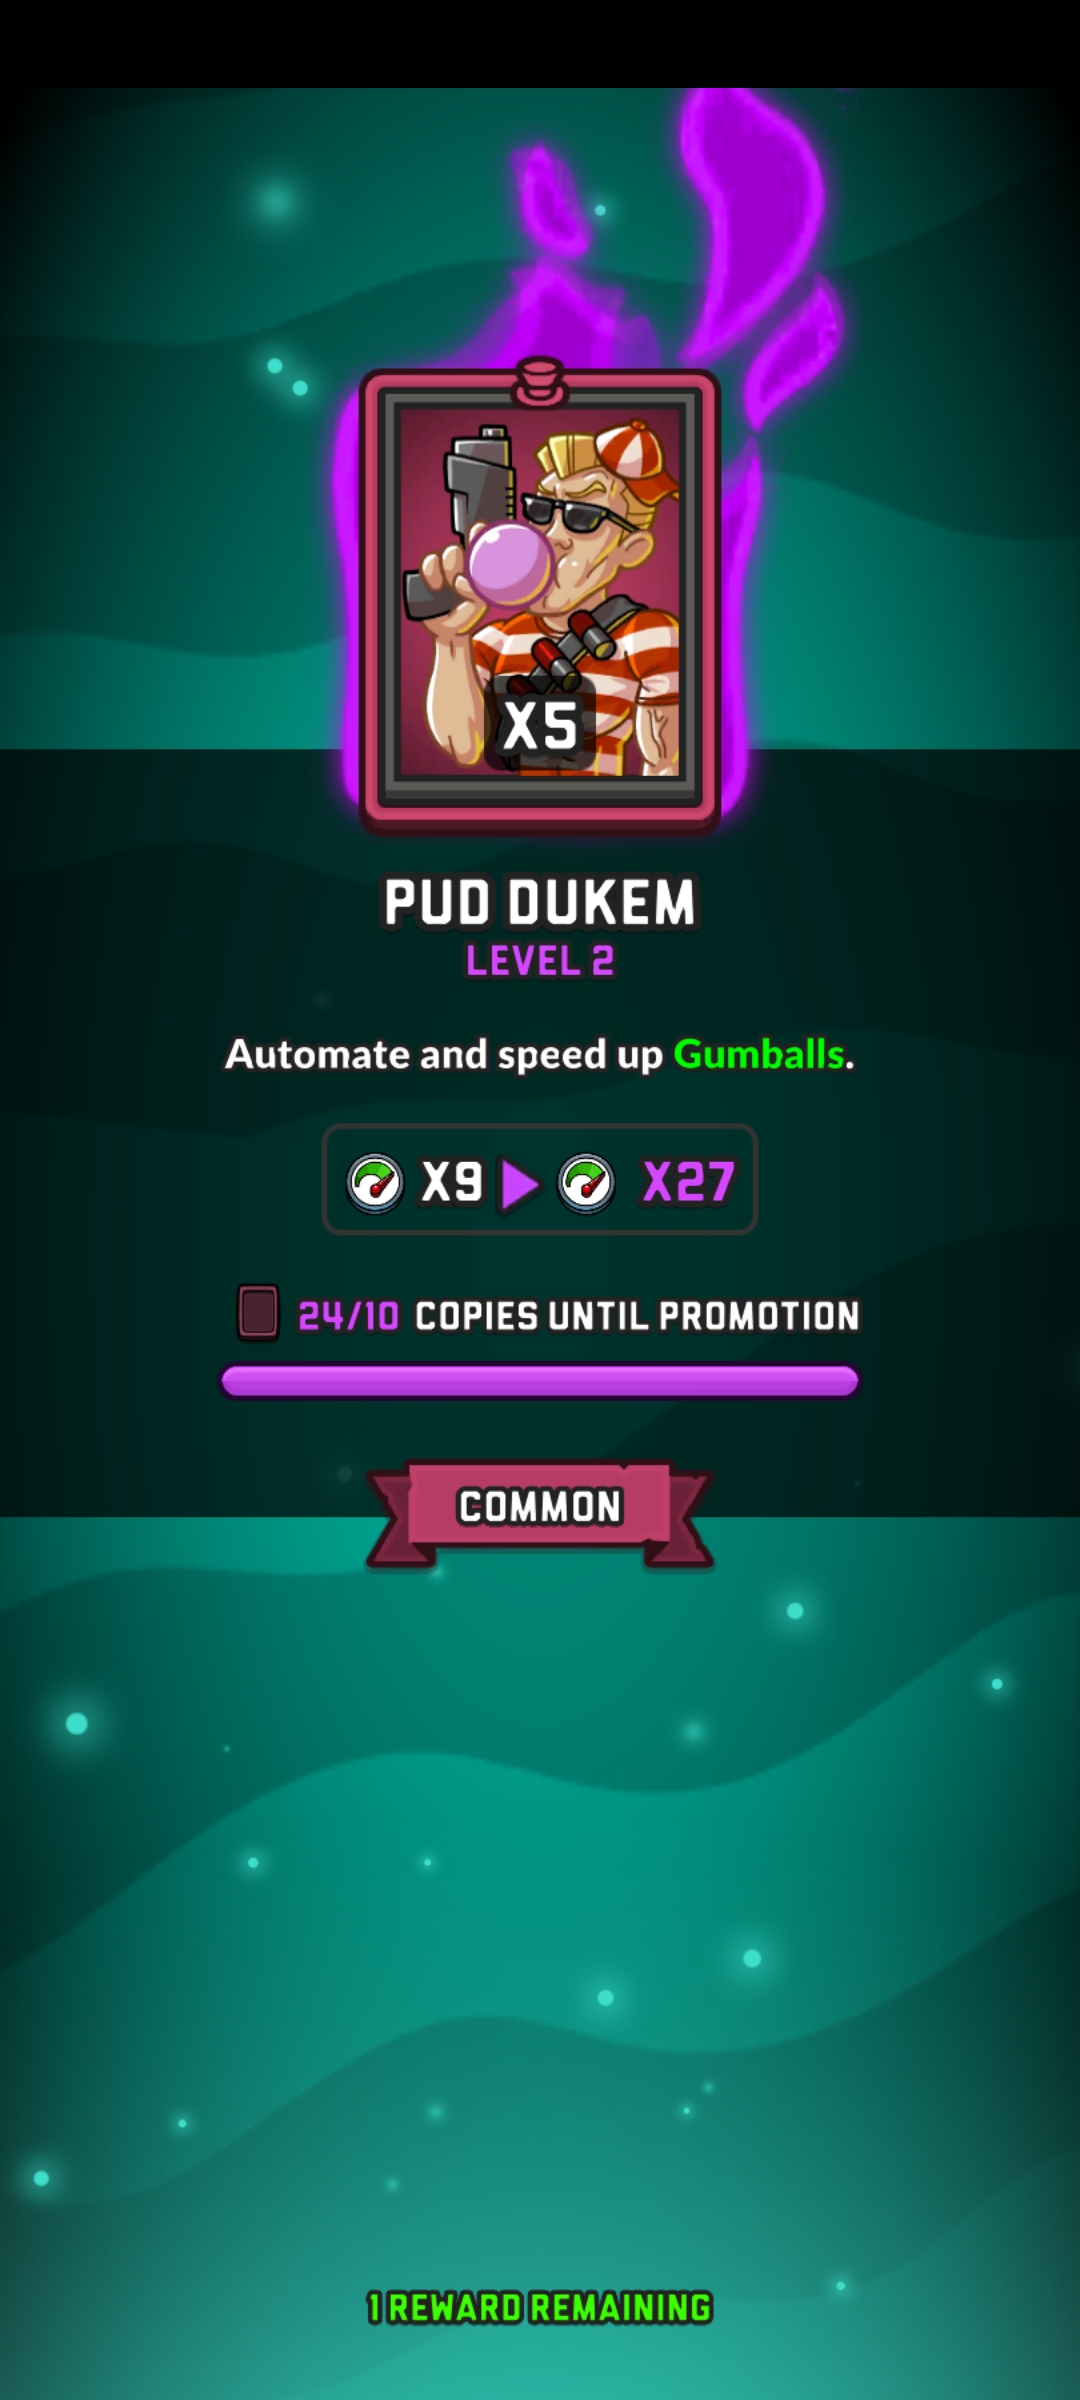 X5
PUD DUKEM
LEVEL 2
Automate and speed up Gumballs.
X9 X27
24/10 COPIES UNTIL PROMOTION
COMMON
1 REWARD REMAINING